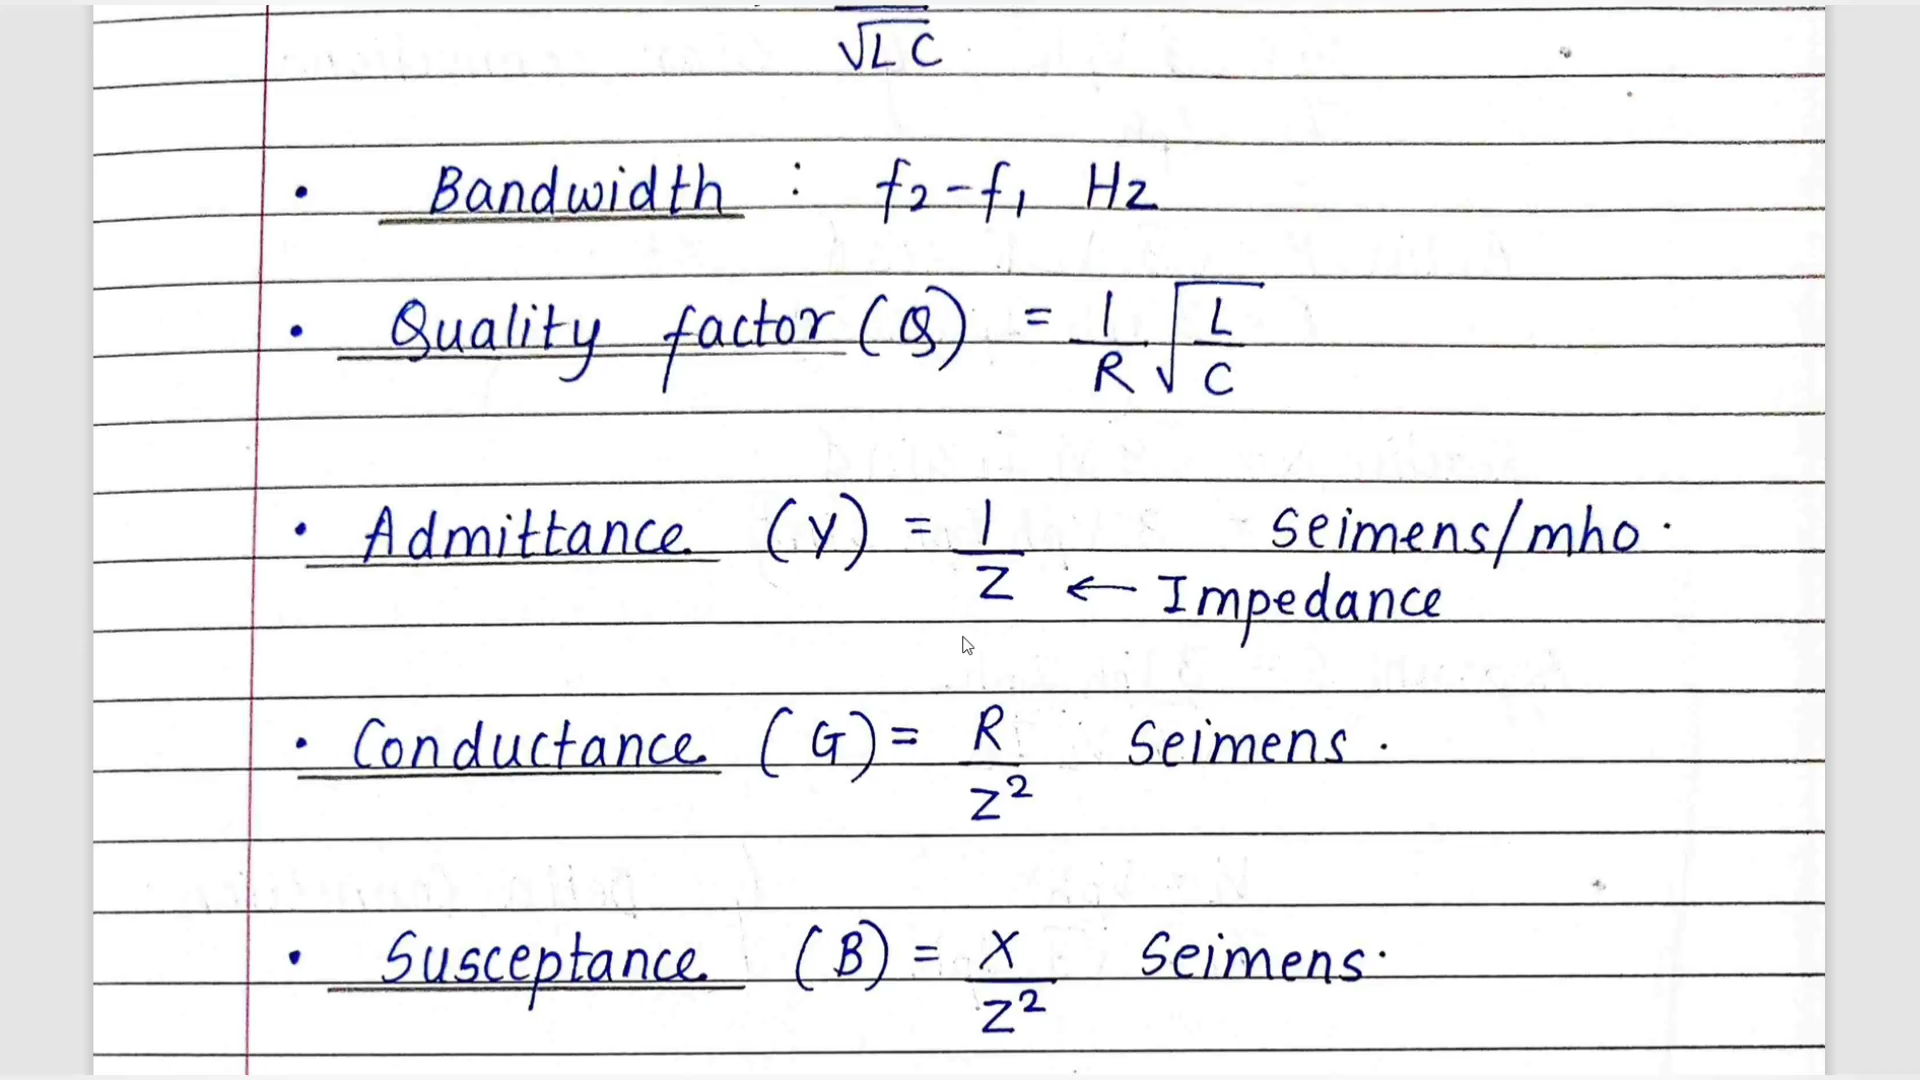 √LC
• Bandwidth : f2-f1 Hz
• Quality factor (Q) = 1/R √L/C
• Admittance (Y) = 1/Z Seimens/mho.
← Impedance
• Conductance (G) = R/Z² Seimens.
• Susceptance (B) = X/Z² Seimens.